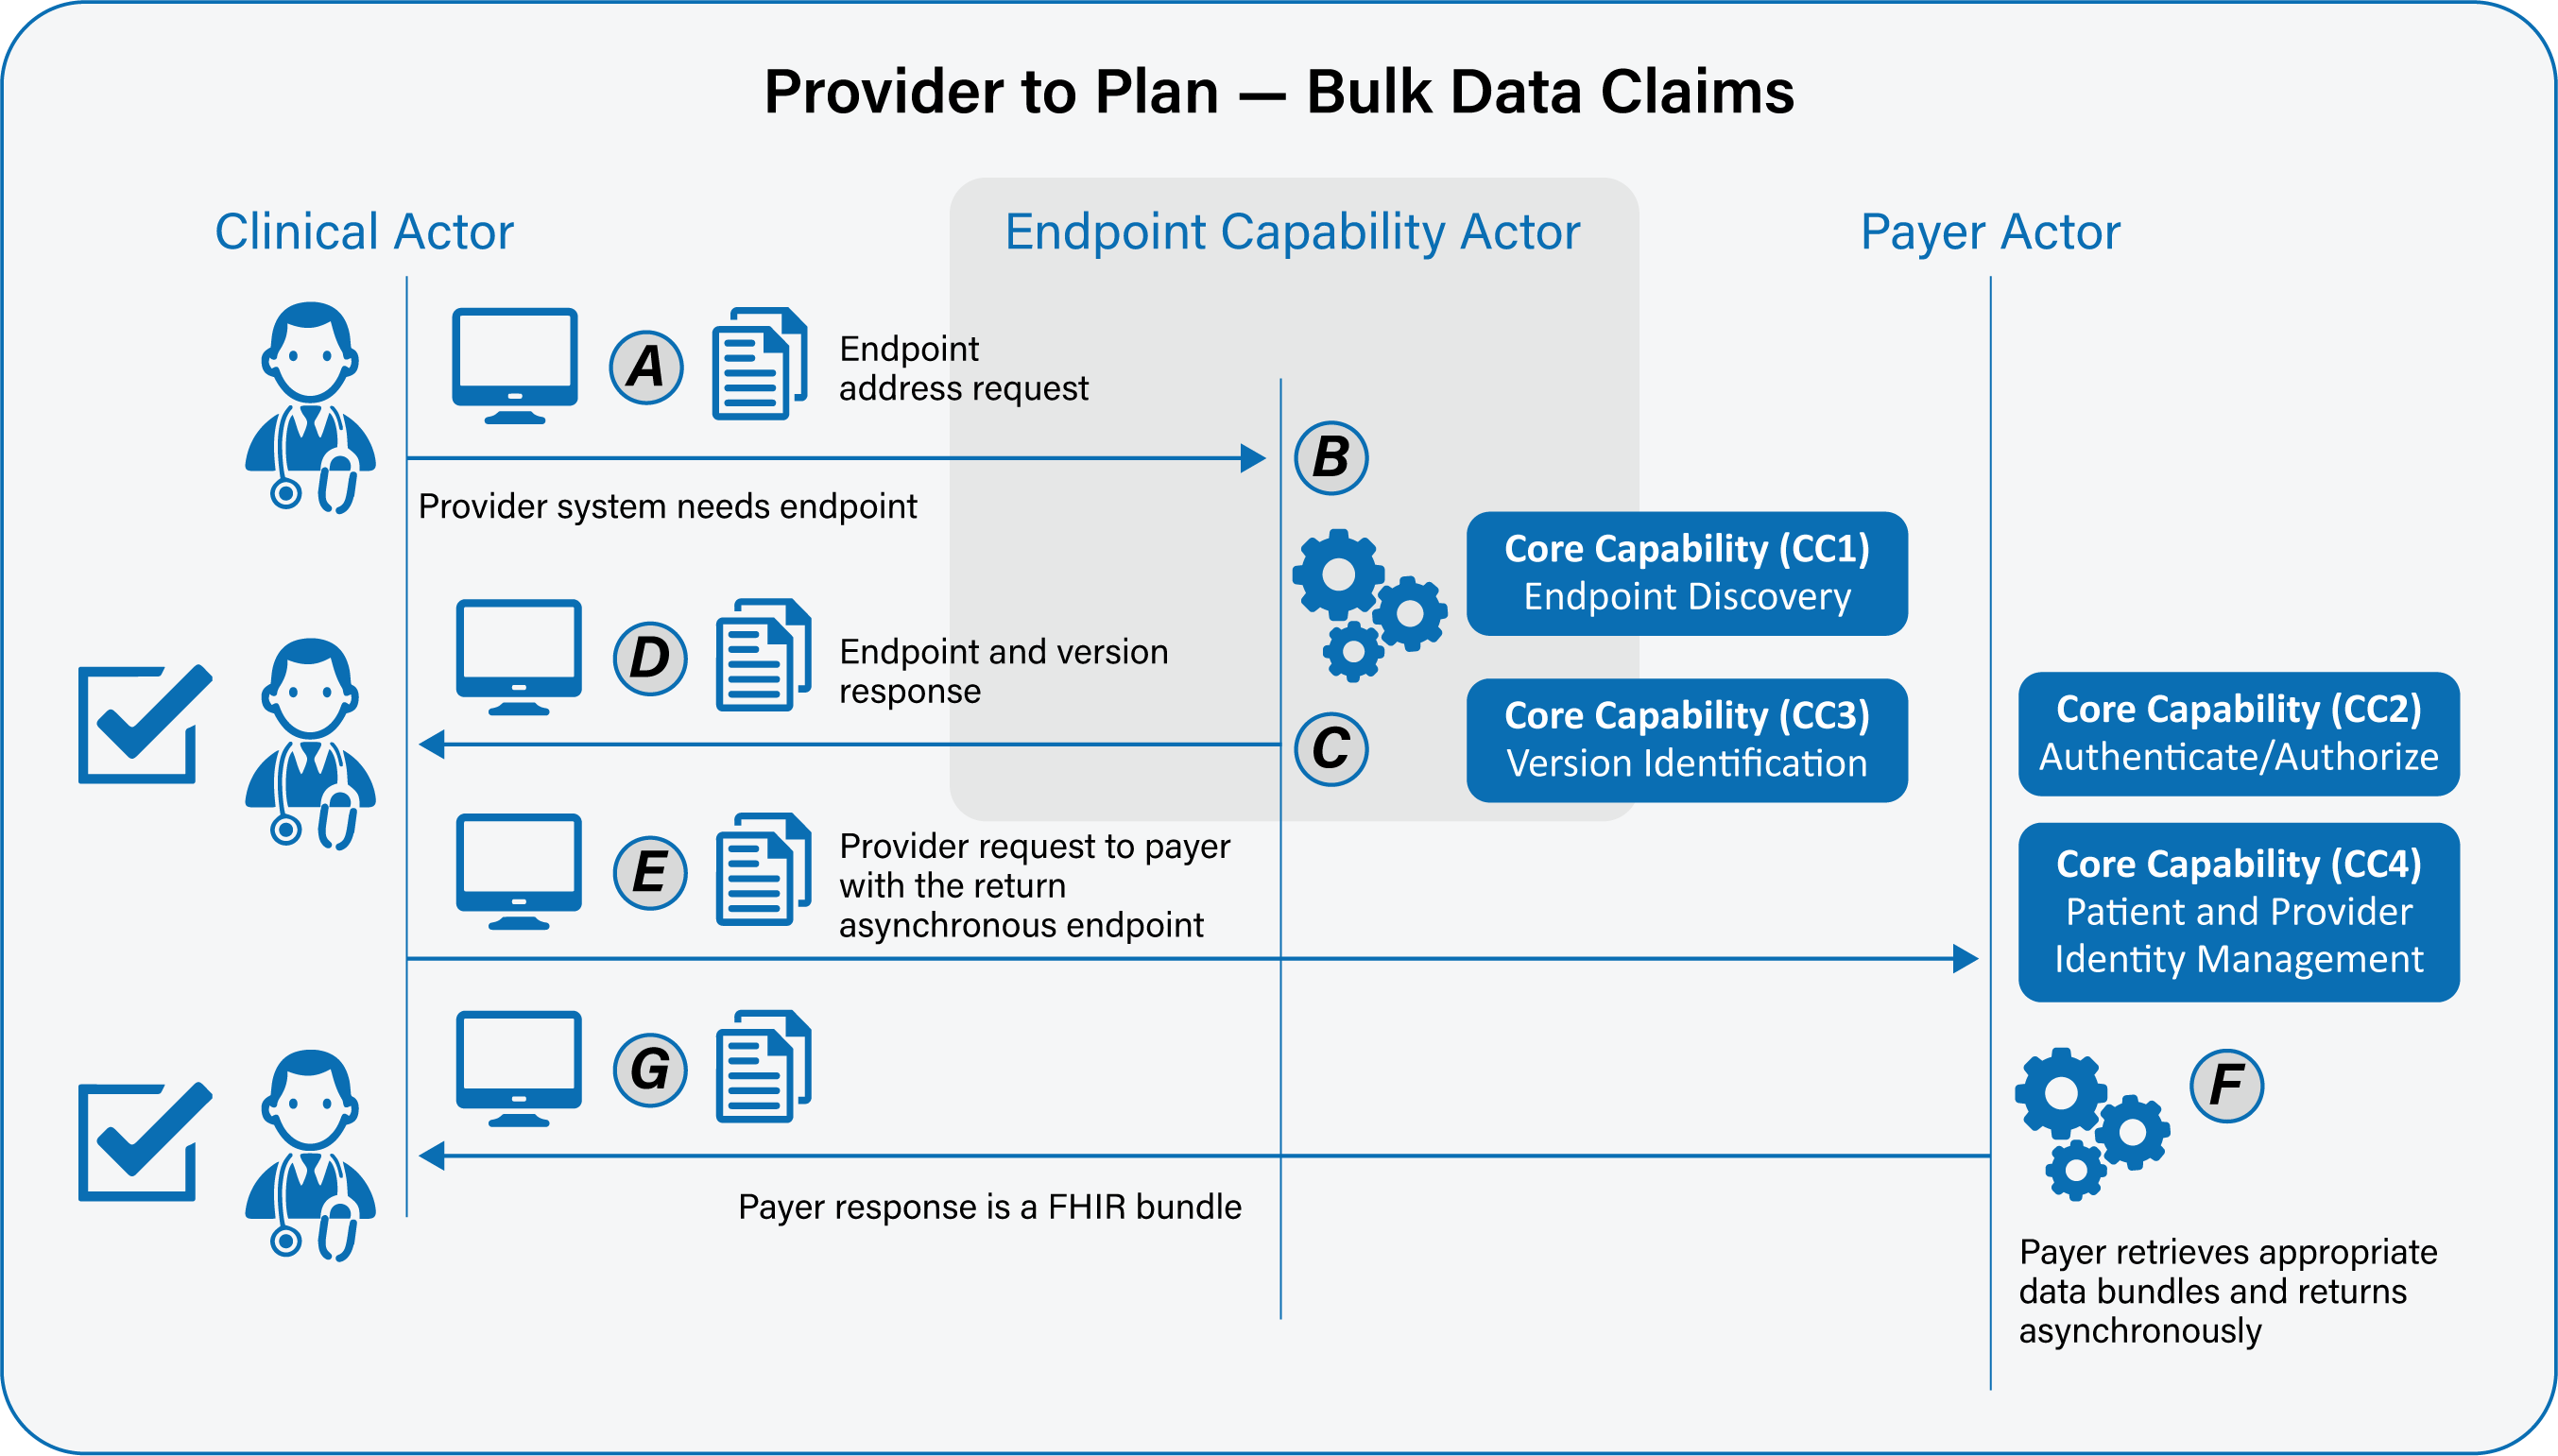 Provider to Plan — Bulk Data Claims
Clinical Actor
Endpoint Capability Actor
Payer Actor
A
Endpoint
address request
B
Provider system needs endpoint
Core Capability (CC1)
Endpoint Discovery
D
Endpoint and version
response
C
Core Capability (CC3)
Version Identification
Core Capability (CC2)
Authenticate/Authorize
E
Provider request to payer
with the return
asynchronous endpoint
Core Capability (CC4)
Patient and Provider
Identity Management
G
F
Payer response is a FHIR bundle
Payer retrieves appropriate
data bundles and returns
asynchronously